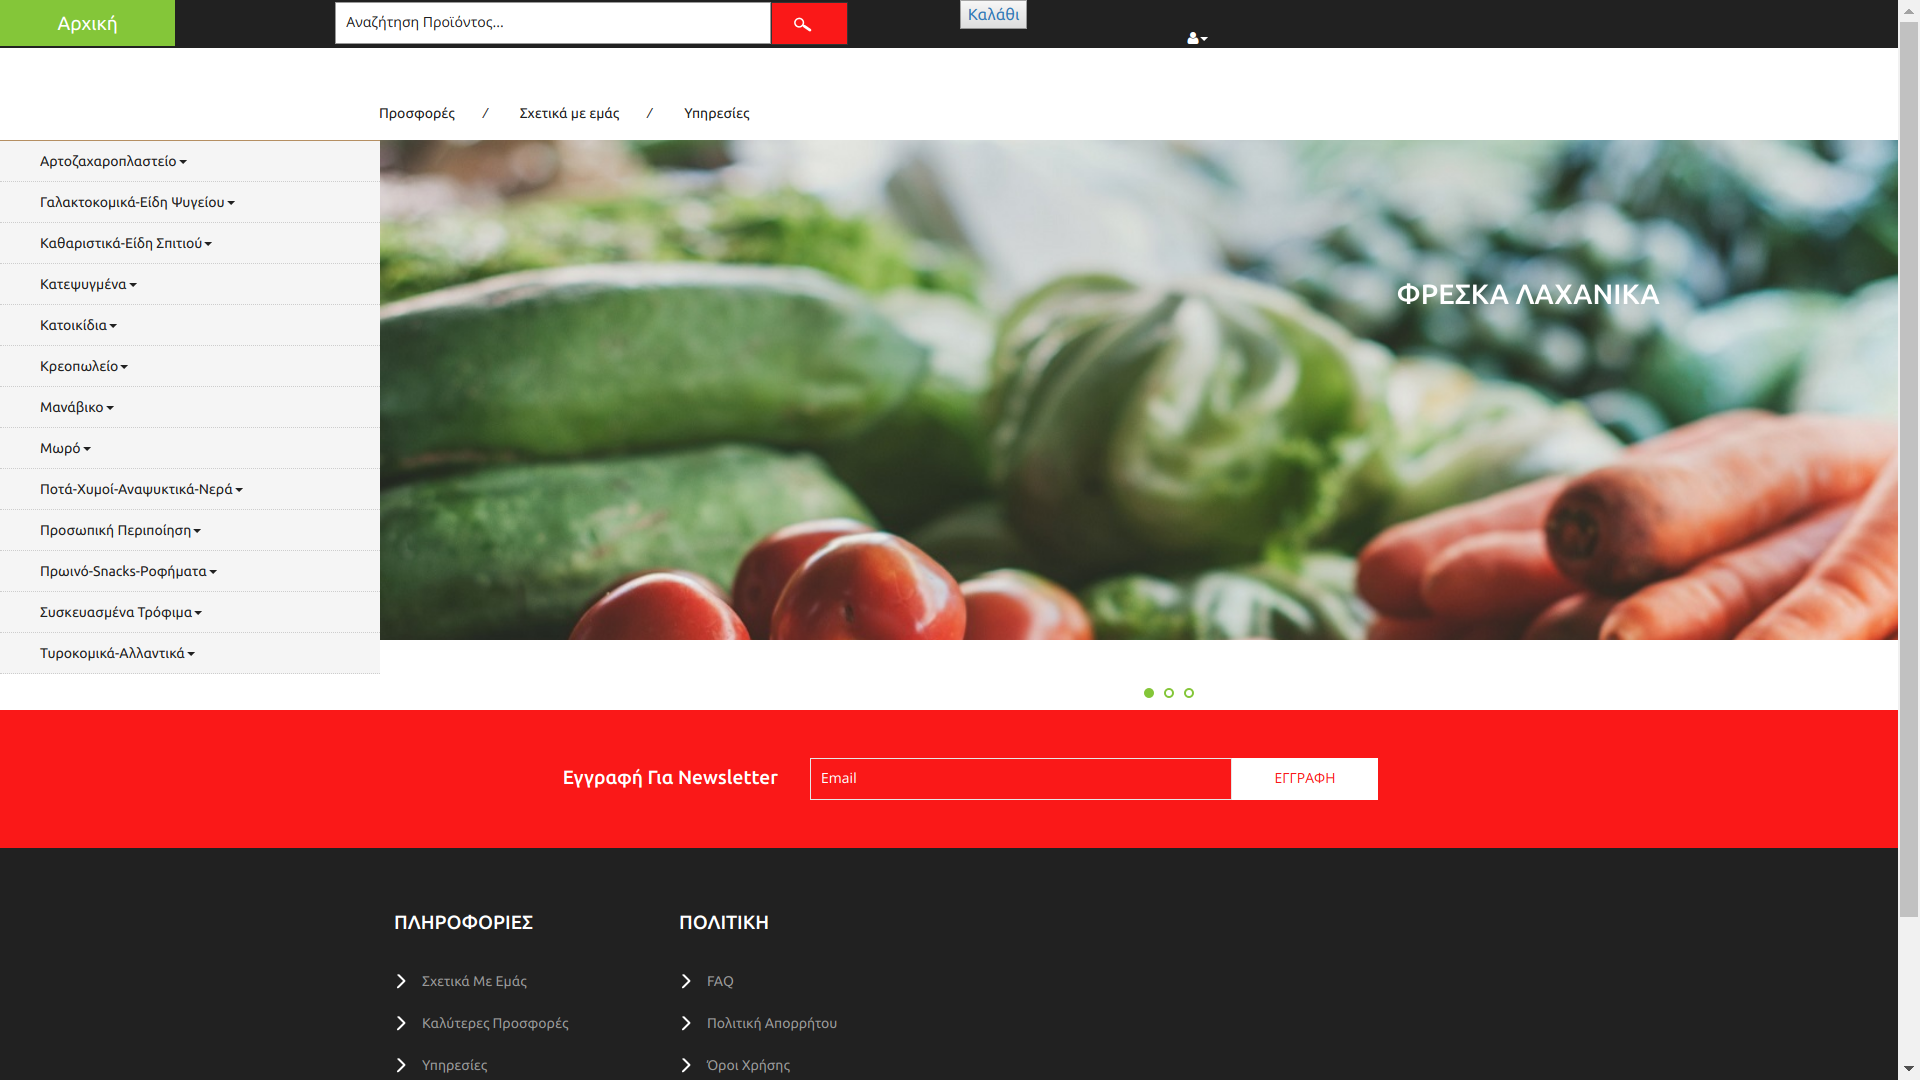 Αρχική
Αναζήτηση Προϊόντος...
Καλάθι
Προσφορές / Σχετικά με εμάς / Υπηρεσίες
Αρτοζαχαροπλαστείο
Γαλακτοκομικά-Είδη Ψυγείου
Καθαριστικά-Είδη Σπιτιού
Κατεψυγμένα
Κατοικίδια
Κρεοπωλείο
Μανάβικο
Μωρό
Ποτά-Χυμοί-Αναψυκτικά-Νερά
Προσωπική Περιποίηση
Πρωινό-Snacks-Ροφήματα
Συσκευασμένα Τρόφιμα
Τυροκομικά-Αλλαντικά
ΦΡΕΣΚΑ ΛΑΧΑΝΙΚΑ
Εγγραφή Για Newsletter
Email
ΕΓΓΡΑΦΗ
ΠΛΗΡΟΦΟΡΙΕΣ
Σχετικά Με Εμάς
Καλύτερες Προσφορές
Υπηρεσίες
ΠΟΛΙΤΙΚΗ
FAQ
Πολιτική Απορρήτου
Όροι Χρήσης